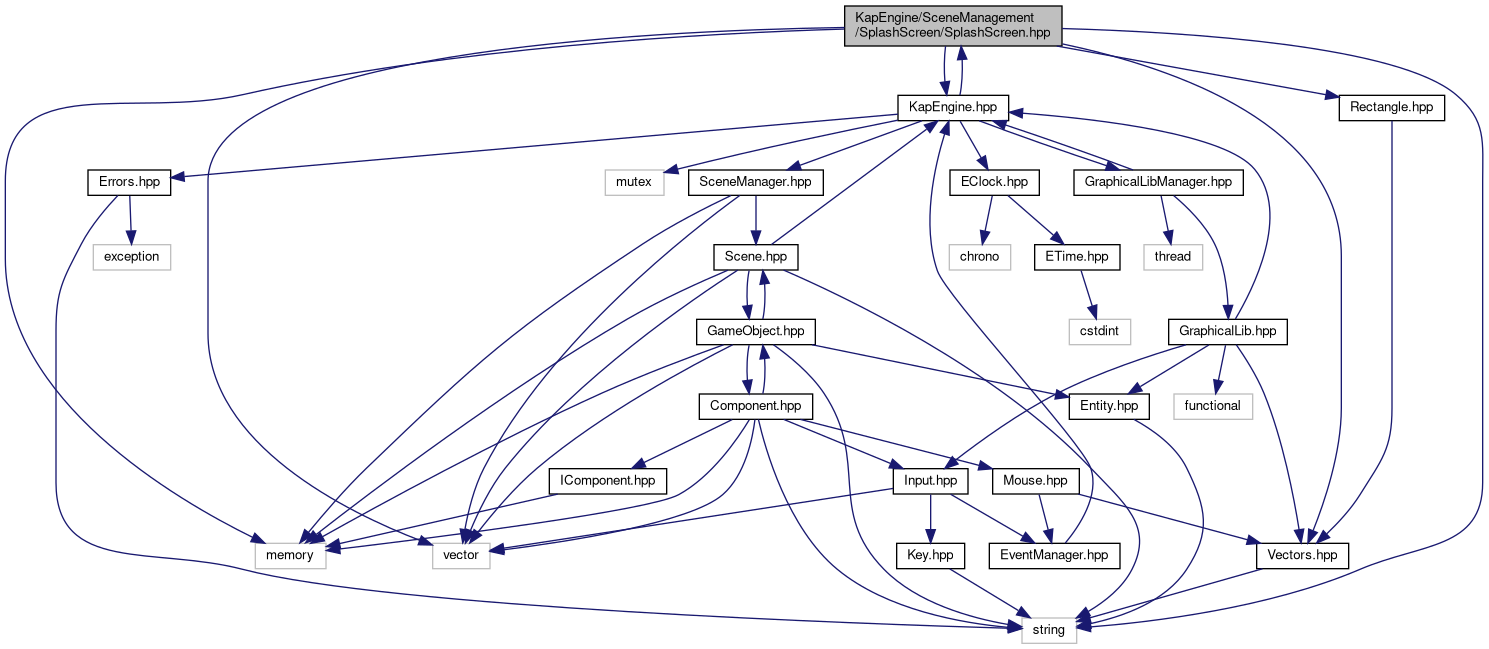 KapEngine/SceneManagement
/SplashScreen/SplashScreen.hpp
KapEngine.hpp
Rectangle.hpp
Errors.hpp
mutex
SceneManager.hpp
EClock.hpp
GraphicalLibManager.hpp
exception
Scene.hpp
chrono
ETime.hpp
thread
GameObject.hpp
cstdint
GraphicalLib.hpp
Component.hpp
Entity.hpp
functional
IComponent.hpp
Input.hpp
Mouse.hpp
memory
vector
Key.hpp
EventManager.hpp
Vectors.hpp
string